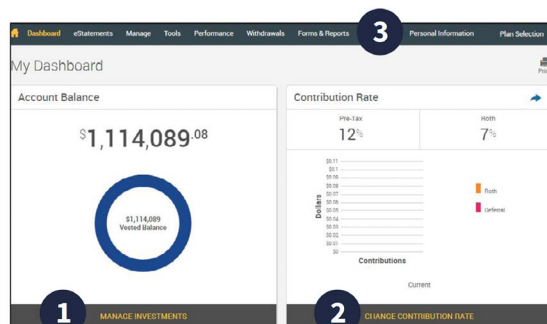 Dashboard eStatements Manage Tools Performance Withdrawals Forms & Reports 3 Personal Information Plan Selection
My Dashboard
Account Balance
$1,114,089.08
$1,114,089
Vested Balance
1 MANAGE INVESTMENTS
Contribution Rate
Pre-Tax Roth
12% 7%
$0.11
$0.1
$0.09
$0.08
$0.07
$0.06
$0.05
$0.04
$0.03
$0.02
$0.01
$0
Dollars
Contributions
Roth
Deferral
Current
2 CHANGE CONTRIBUTION RATE